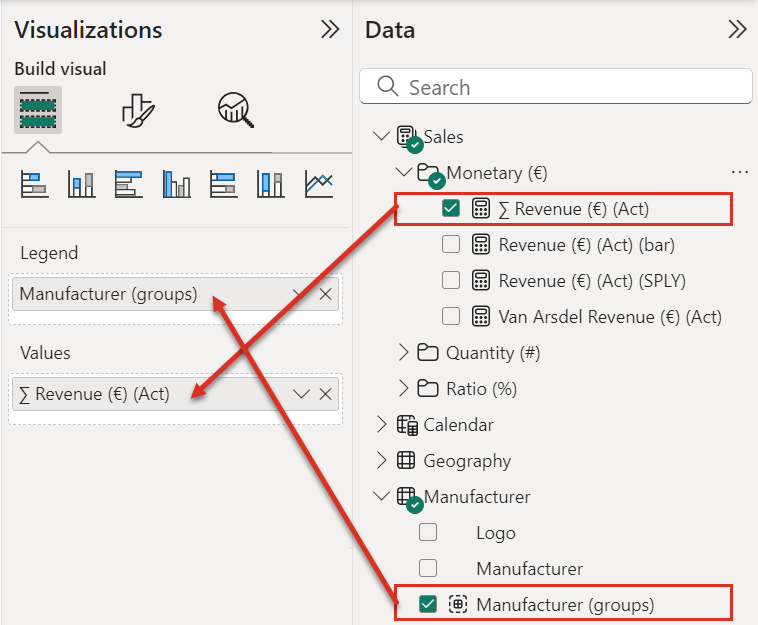 Visualizations
Build visual
Legend
Manufacturer (groups)
Values
∑ Revenue (€) (Act)
Data
Search
Sales
Monetary (€)
∑ Revenue (€) (Act)
Revenue (€) (Act) (bar)
Revenue (€) (Act) (SPLY)
Van Arsdel Revenue (€) (Act)
Quantity (#)
Ratio (%)
Calendar
Geography
Manufacturer
Logo
Manufacturer
Manufacturer (groups)